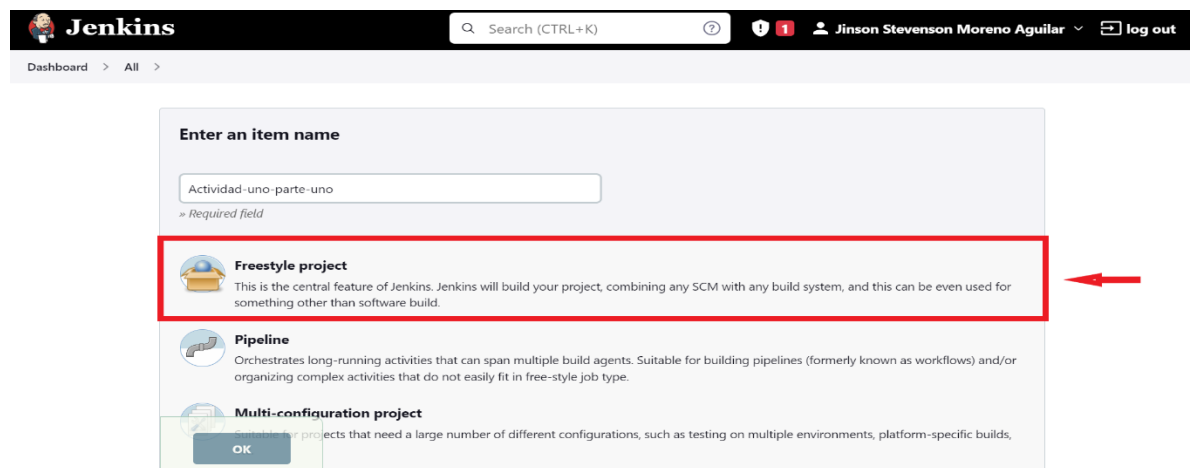 Jenkins
Search (CTRL+K)
1
Jinson Stevenson Moreno Aguilar
log out
Dashboard > All >
Enter an item name
Actividad-uno-parte-uno
» Required field
Freestyle project
This is the central feature of Jenkins. Jenkins will build your project, combining any SCM with any build system, and this can be even used for
something other than software build.
Pipeline
Orchestrates long-running activities that can span multiple build agents. Suitable for building pipelines (formerly known as workflows) and/or
organizing complex activities that do not easily fit in free-style job type.
Multi-configuration project
Suitable for projects that need a large number of different configurations, such as testing on multiple environments, platform-specific builds,
OK